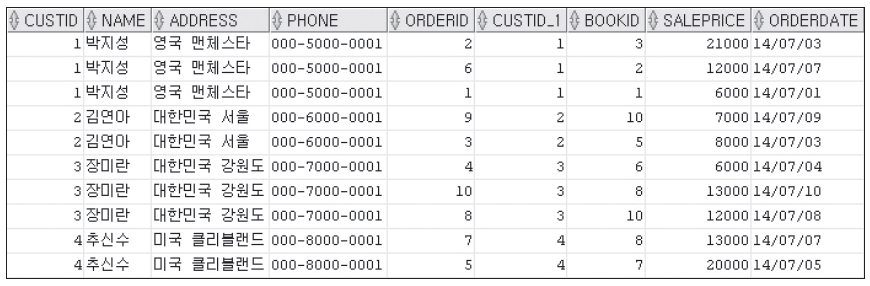 CUSTID NAME ADDRESS PHONE ORDERID CUSTID_1 BOOKID SALEPRICE ORDERDATE
1 박지성 영국 맨체스타 000-5000-0001 2 1 3 21000 14/07/03
1 박지성 영국 맨체스타 000-5000-0001 6 1 2 12000 14/07/07
1 박지성 영국 맨체스타 000-5000-0001 1 1 1 6000 14/07/01
2 김연아 대한민국 서울 000-6000-0001 9 2 10 7000 14/07/09
2 김연아 대한민국 서울 000-6000-0001 3 2 5 8000 14/07/03
3 장미란 대한민국 강원도 000-7000-0001 4 3 6 6000 14/07/04
3 장미란 대한민국 강원도 000-7000-0001 10 3 8 13000 14/07/10
3 장미란 대한민국 강원도 000-7000-0001 8 3 10 12000 14/07/08
4 추신수 미국 클리블랜드 000-8000-0001 7 4 8 13000 14/07/07
4 추신수 미국 클리블랜드 000-8000-0001 5 4 7 20000 14/07/05